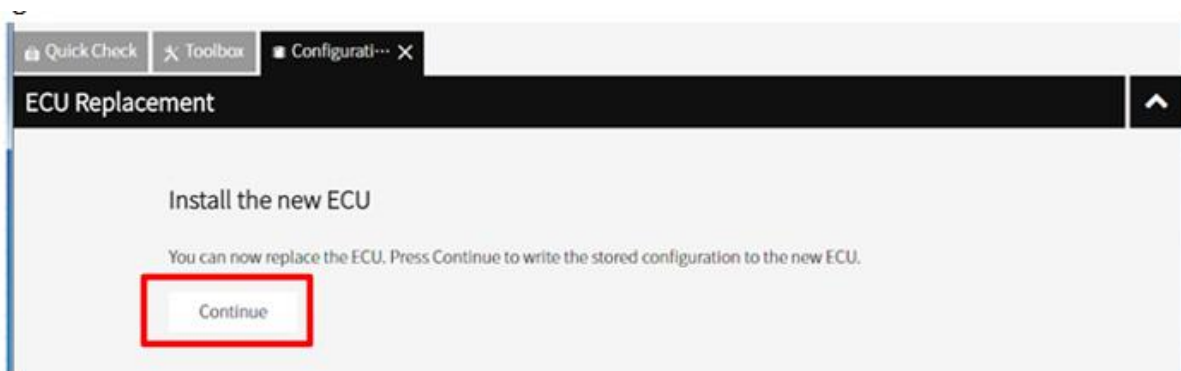 Quick Check Toolbox Configurati···
ECU Replacement
Install the new ECU
You can now replace the ECU. Press Continue to write the stored configuration to the new ECU.
Continue